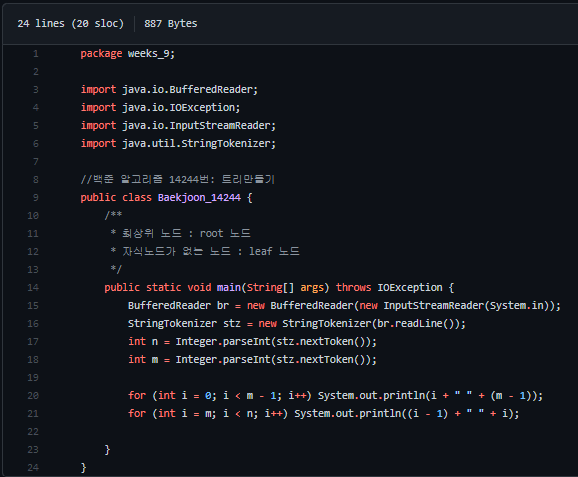 24 lines (20 sloc) 887 Bytes
1 package weeks_9;
2
3 import java.io.BufferedReader;
4 import java.io.IOException;
5 import java.io.InputStreamReader;
6 import java.util.StringTokenizer;
7
8 //백준 알고리즘 14244번: 트리만들기
9 public class Baekjoon_14244 {
10     /**
11      * 최상위 노드 : root 노드
12      * 자식노드가 없는 노드 : leaf 노드
13      */
14     public static void main(String[] args) throws IOException {
15         BufferedReader br = new BufferedReader(new InputStreamReader(System.in));
16         StringTokenizer stz = new StringTokenizer(br.readLine());
17         int n = Integer.parseInt(stz.nextToken());
18         int m = Integer.parseInt(stz.nextToken());
19
20         for (int i = 0; i < m - 1; i++) System.out.println(i + " " + (m - 1));
21         for (int i = m; i < n; i++) System.out.println((i - 1) + " " + i);
22
23     }
24 }